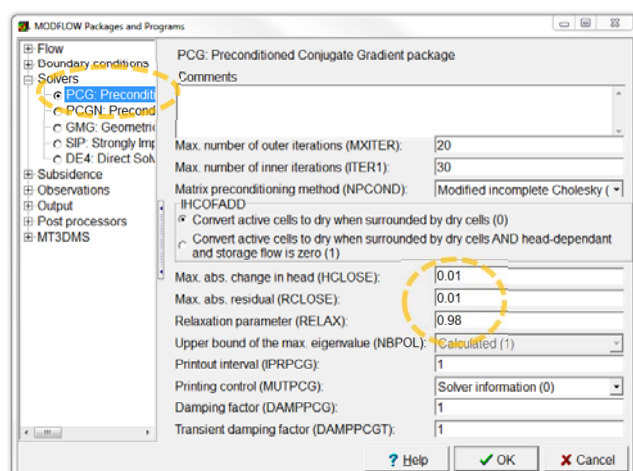 MODFLOW Packages and Programs
Flow
Boundary conditions
Solvers
PCG: Preconditi
PCGN: Precond
GMG: Geometric
SIP: Strongly Imp
DE4: Direct Solv
Subsidence
Observations
Output
Post processors
MT3DMS
PCG: Preconditioned Conjugate Gradient package
Comments
Max. number of outer iterations (MXITER): 20
Max. number of inner iterations (ITER1): 30
Matrix preconditioning method (NPCOND): Modified incomplete Cholesky (
IHCOFADD
Convert active cells to dry when surrounded by dry cells (0)
Convert active cells to dry when surrounded by dry cells AND head-dependant
and storage flow is zero (1)
Max. abs. change in head (HCLOSE): 0.01
Max. abs. residual (RCLOSE): 0.01
Relaxation parameter (RELAX): 0.98
Upper bound of the max. eigenvalue (NBPOL): Calculated (1)
Printout interval (IPRPCG): 1
Printing control (MUTPCG): Solver information (0)
Damping factor (DAMPPCG): 1
Transient damping factor (DAMPPCGT): 1
? Help
OK
Cancel